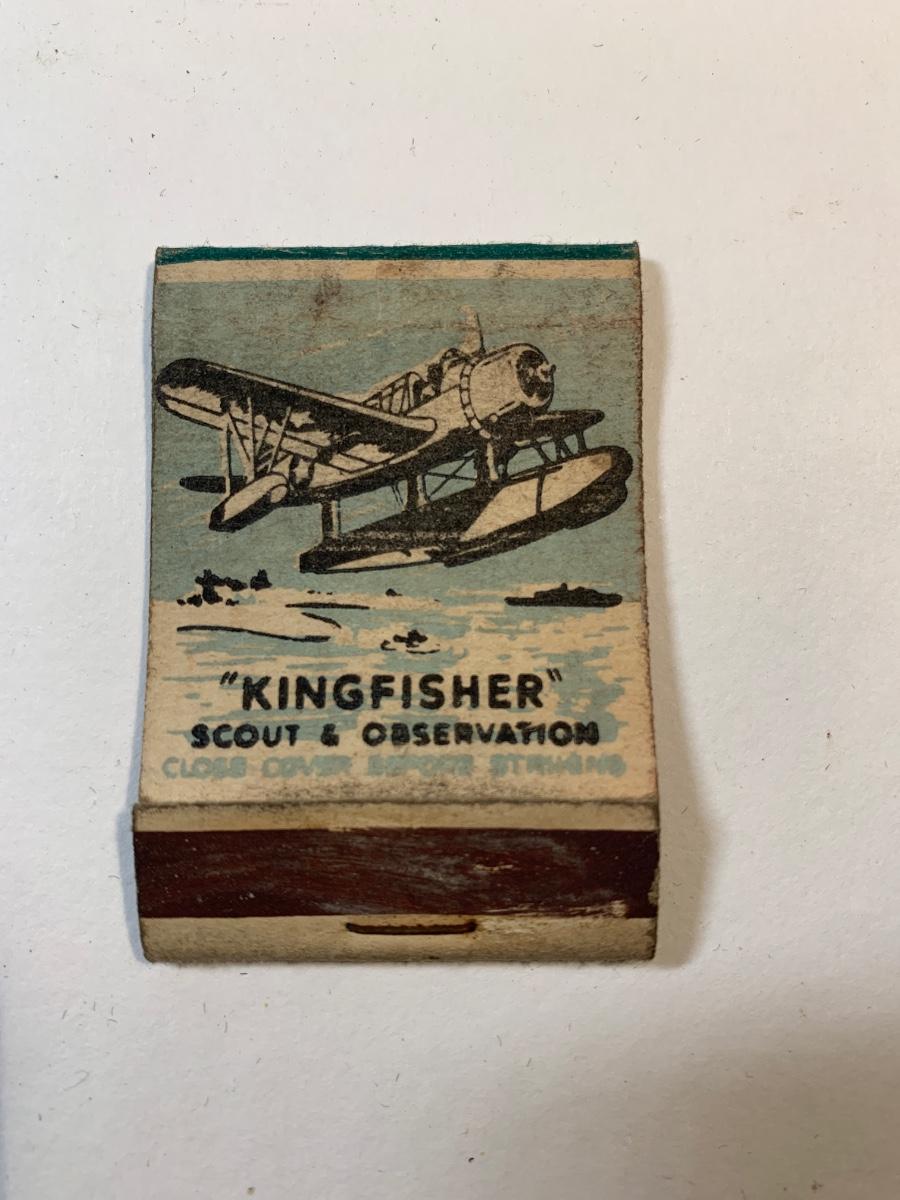 "KINGFISHER"
SCOUT & OBSERVATION
CLOSE COVER BEFORE STRIKING